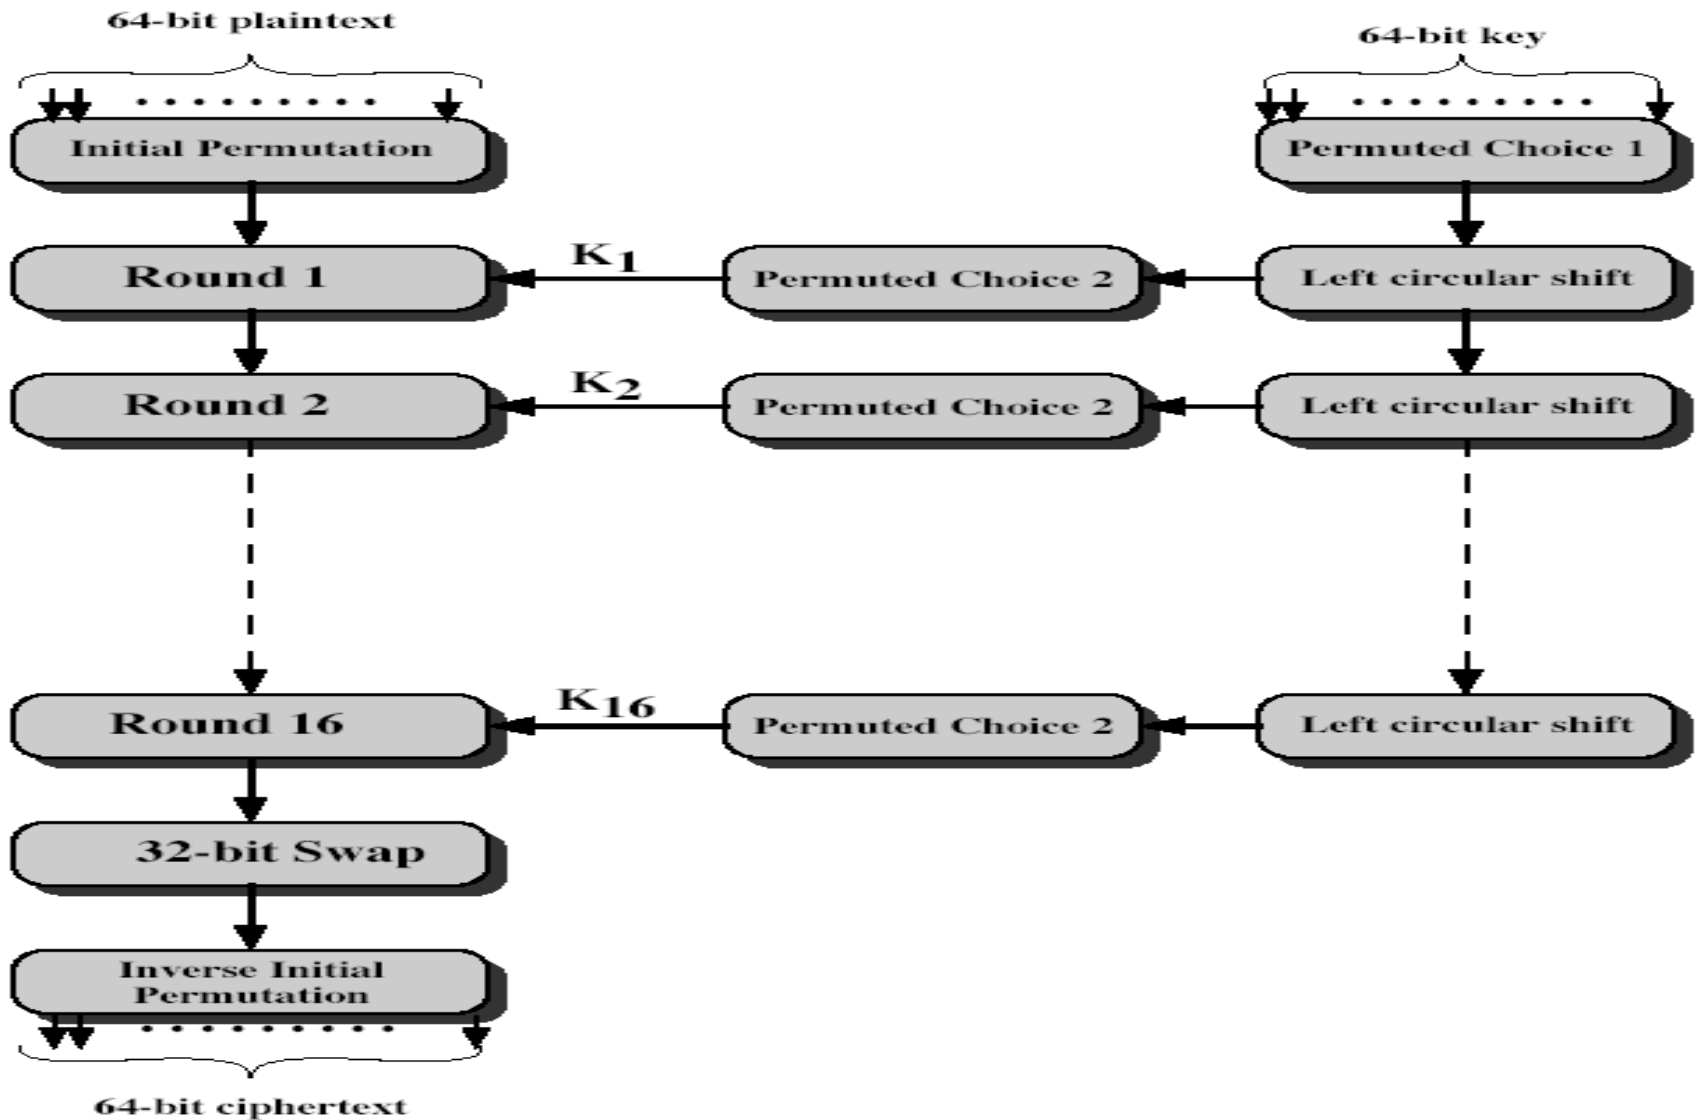 64-bit plaintext
64-bit key
Initial Permutation
Permuted Choice 1
Round 1
K1
Permuted Choice 2
Left circular shift
Round 2
K2
Permuted Choice 2
Left circular shift
Round 16
K16
Permuted Choice 2
Left circular shift
32-bit Swap
Inverse Initial
Permutation
64-bit ciphertext